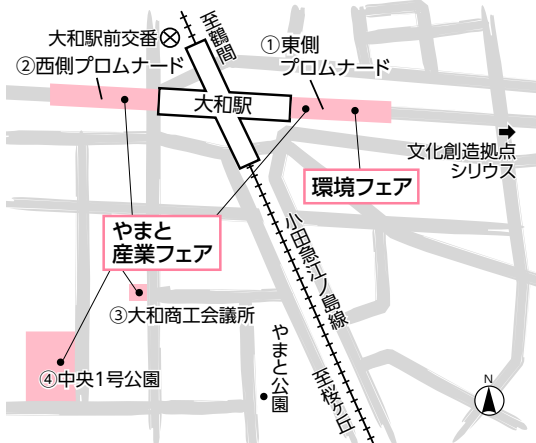 至鶴間
大和駅前交番
①東側
プロムナード
②西側プロムナード
大和駅
文化創造拠点
シリウス
環境フェア
やまと
産業フェア
小田急江ノ島線
③大和商工会議所
やまと公園
④中央1号公園
至桜ヶ丘
N